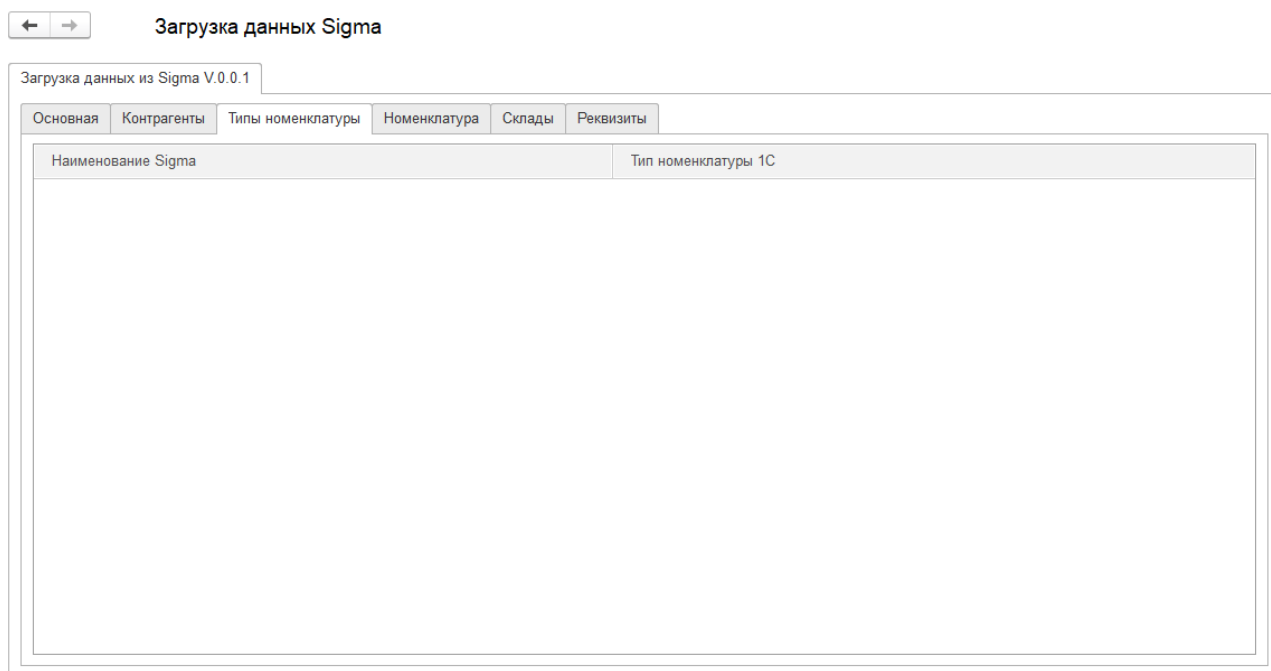 Загрузка данных Sigma
Загрузка данных из Sigma V.0.0.1
Основная Контрагенты Типы номенклатуры Номенклатура Склады Реквизиты
Наименование Sigma Тип номенклатуры 1С